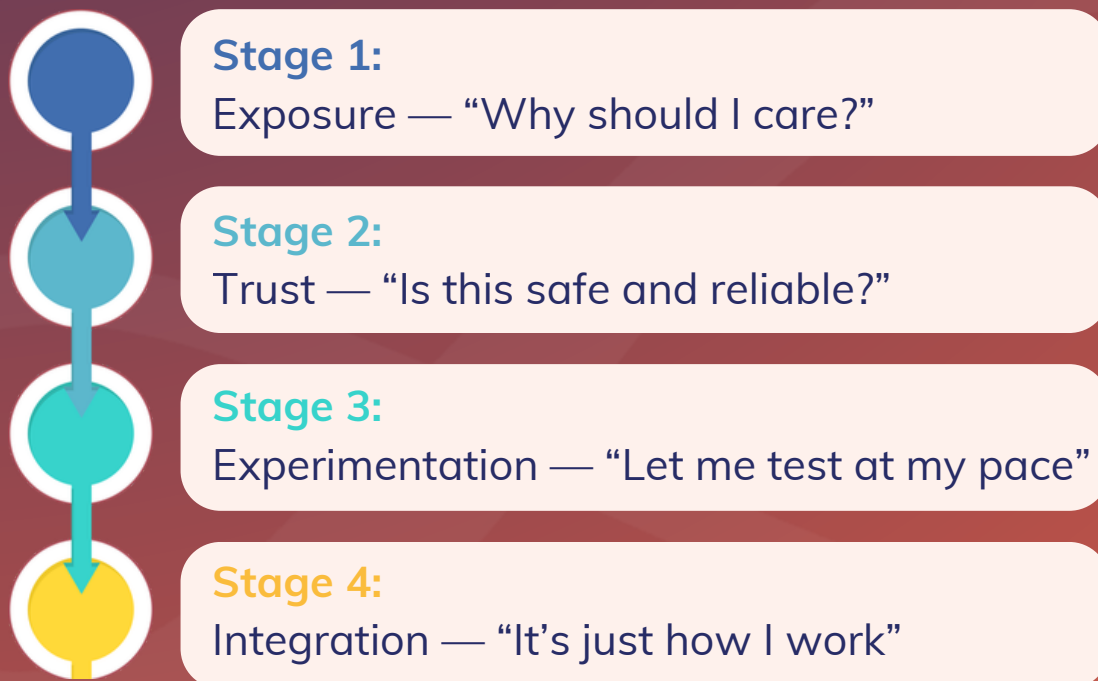 Stage 1:
Exposure — “Why should I care?”
Stage 2:
Trust — “Is this safe and reliable?”
Stage 3:
Experimentation — “Let me test at my pace”
Stage 4:
Integration — “It’s just how I work”